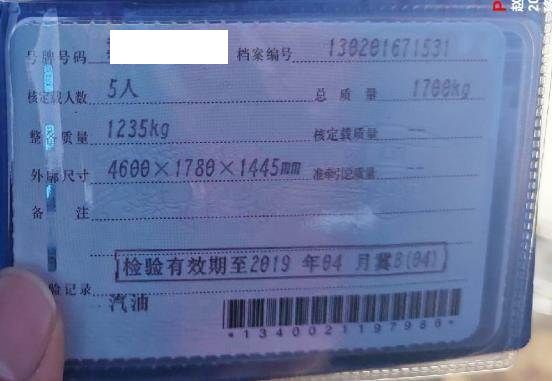 号牌号码 档案编号 130201671531
核定载人数 5人 总质量 1700kg
整备质量 1235kg 核定载质量 --
外廓尺寸 4600×1780×1445mm 准牵引总质量 --
备注
检验有效期至2019年04月冀B(04)
验记录
汽油
*1340021197980*